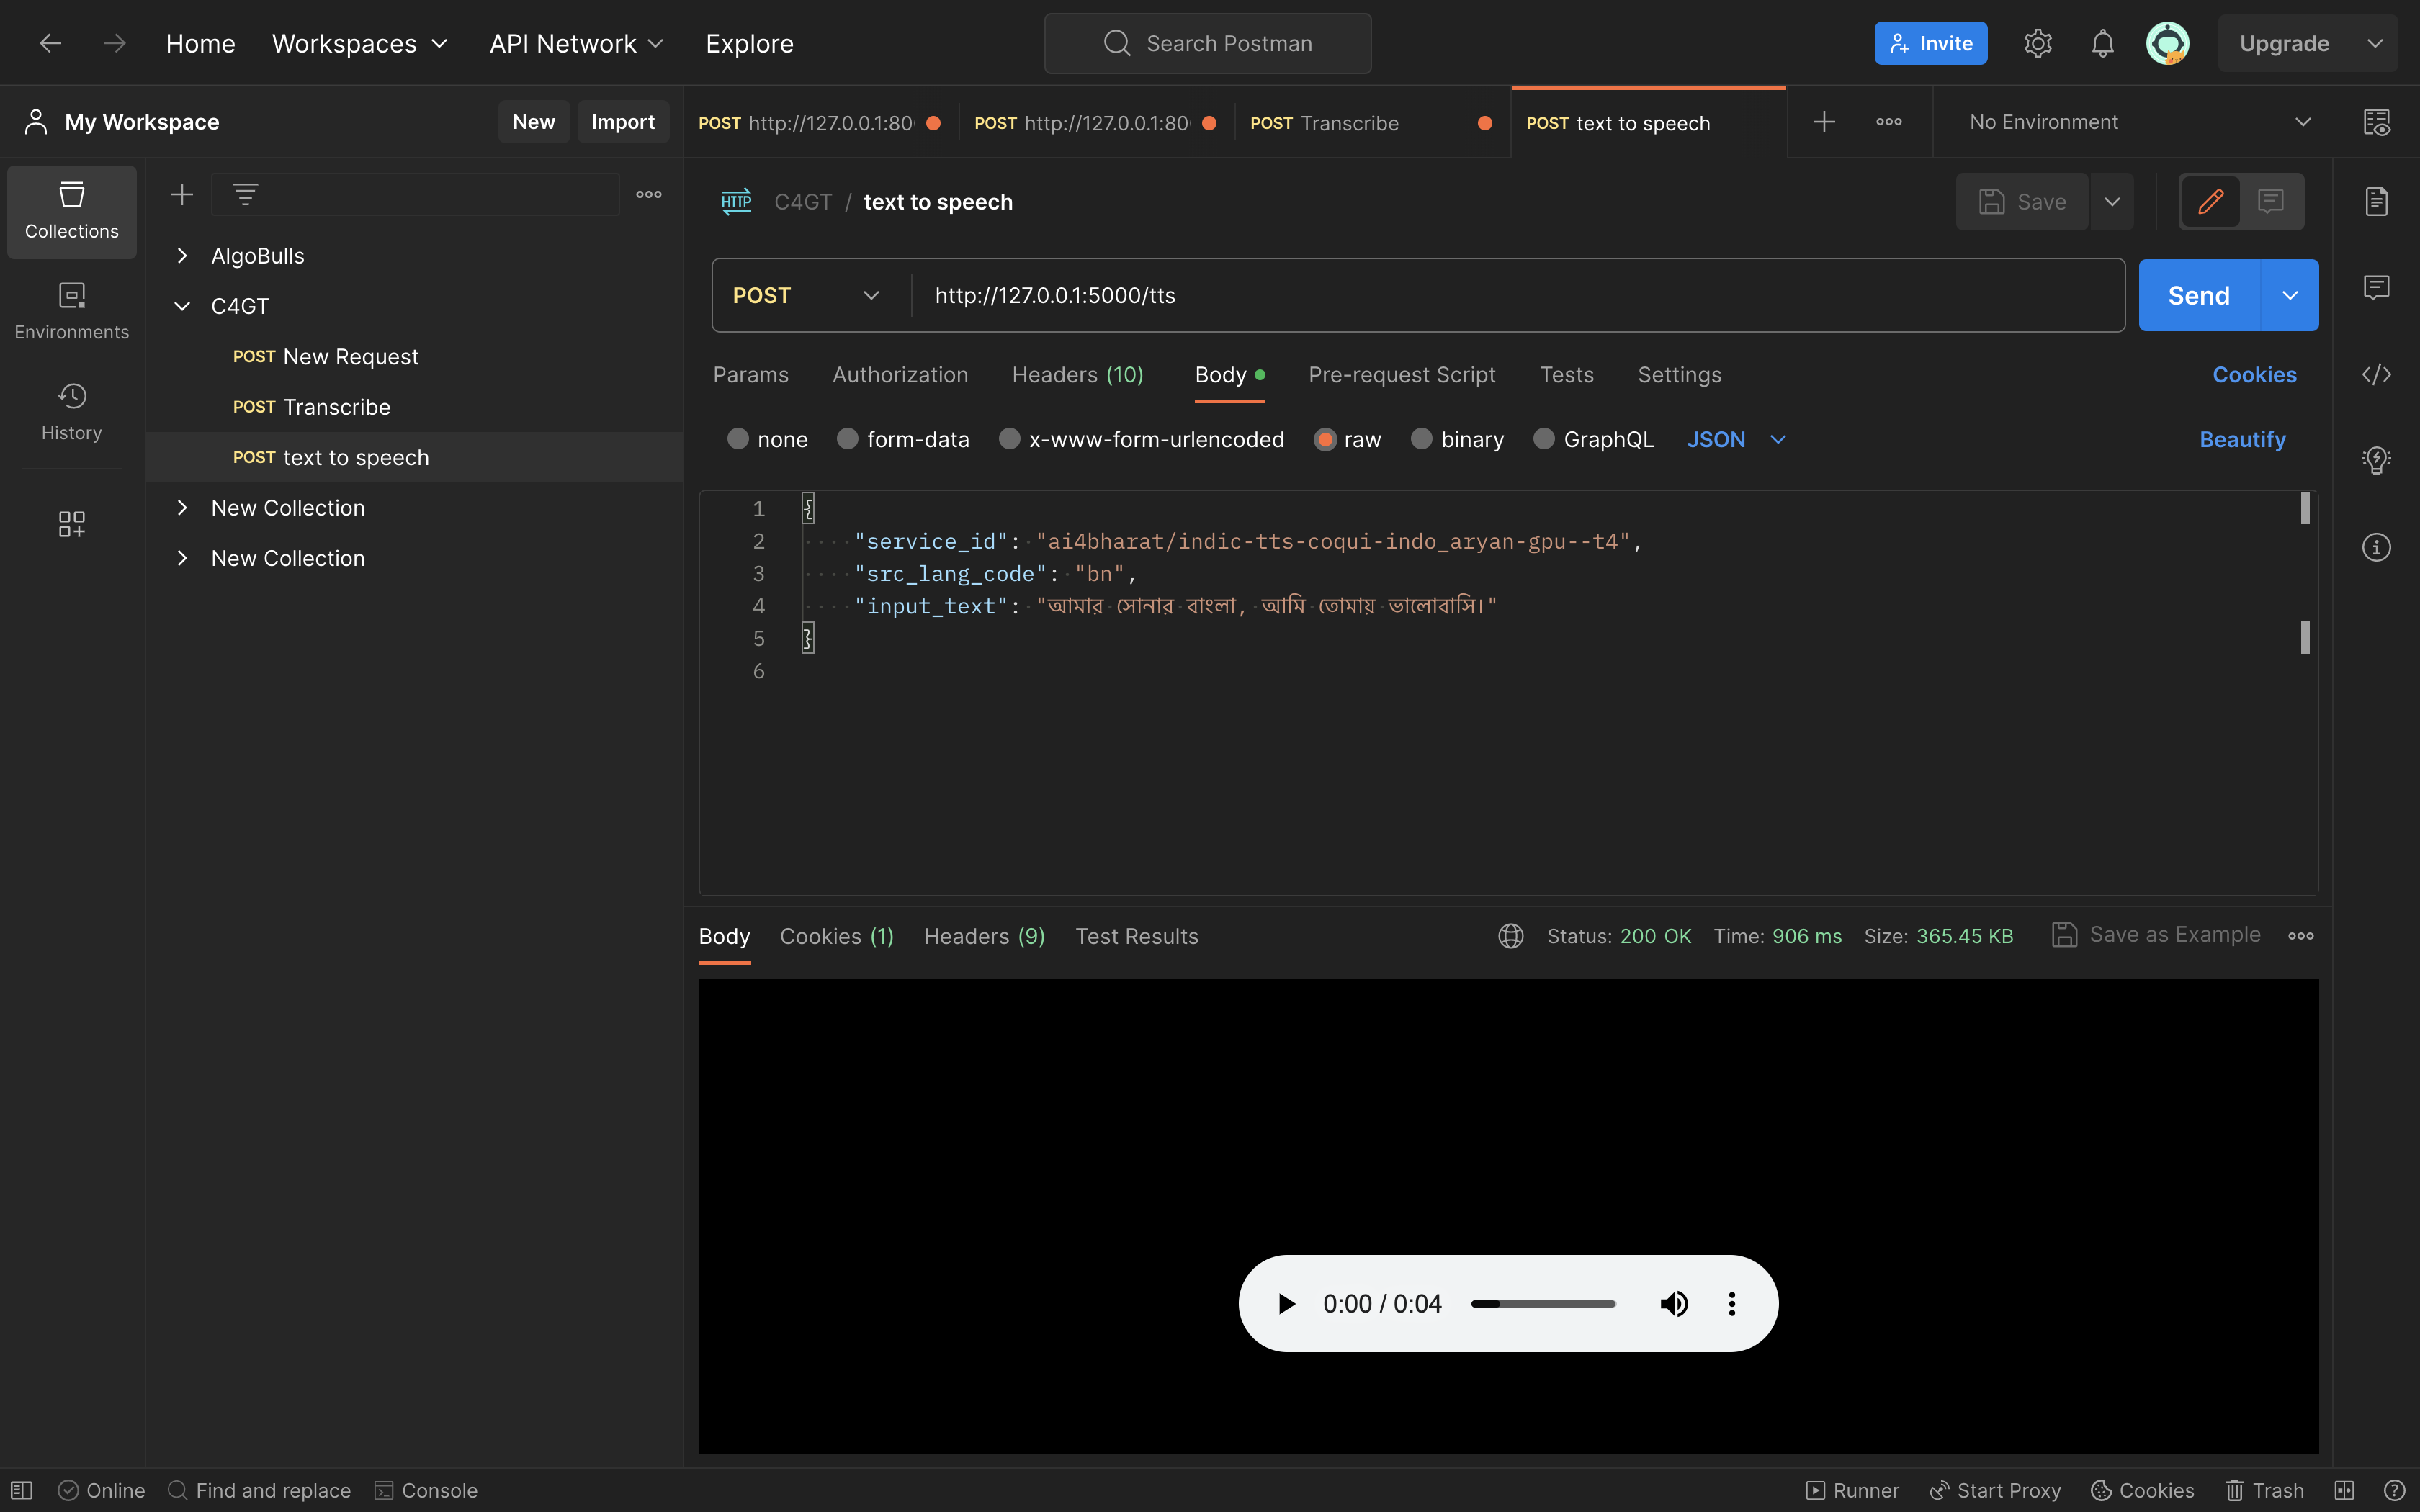 Home Workspaces API Network Explore Search Postman Invite Upgrade
My Workspace New Import
POST http://127.0.0.1:80 POST http://127.0.0.1:80 POST Transcribe POST text to speech No Environment
Collections
Environments
History
AlgoBulls
C4GT
POST New Request
POST Transcribe
POST text to speech
New Collection
New Collection
HTTP C4GT / text to speech Save
POST http://127.0.0.1:5000/tts Send
Params Authorization Headers (10) Body Pre-request Script Tests Settings Cookies
none form-data x-www-form-urlencoded raw binary GraphQL JSON Beautify
1 {
2 "service_id": "ai4bharat/indic-tts-coqui-indo_aryan-gpu--t4",
3 "src_lang_code": "bn",
4 "input_text": "আমার সোনার বাংলা, আমি তোমায় ভালোবাসি।"
5 }
6
Body Cookies (1) Headers (9) Test Results Status: 200 OK Time: 906 ms Size: 365.45 KB Save as Example
0:00 / 0:04
Online Find and replace Console Runner Start Proxy Cookies Trash